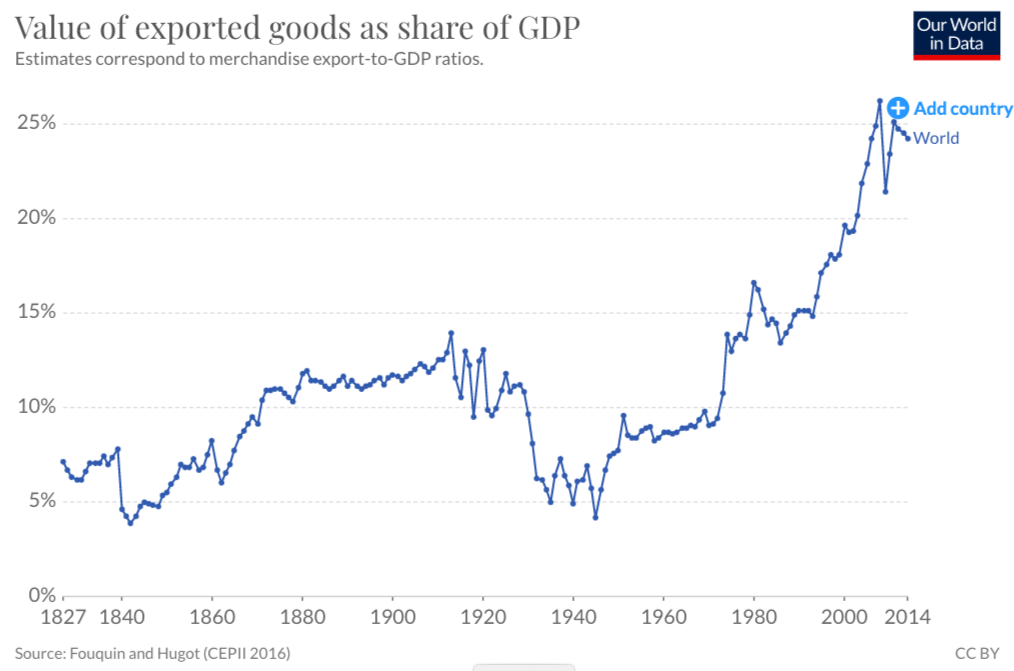 Value of exported goods as share of GDP
Estimates correspond to merchandise export-to-GDP ratios.
Our World
in Data
Add country
World
25%
20%
15%
10%
5%
0%
1827 1840 1860 1880 1900 1920 1940 1960 1980 2000 2014
Source: Fouquin and Hugot (CEPII 2016)
CC BY